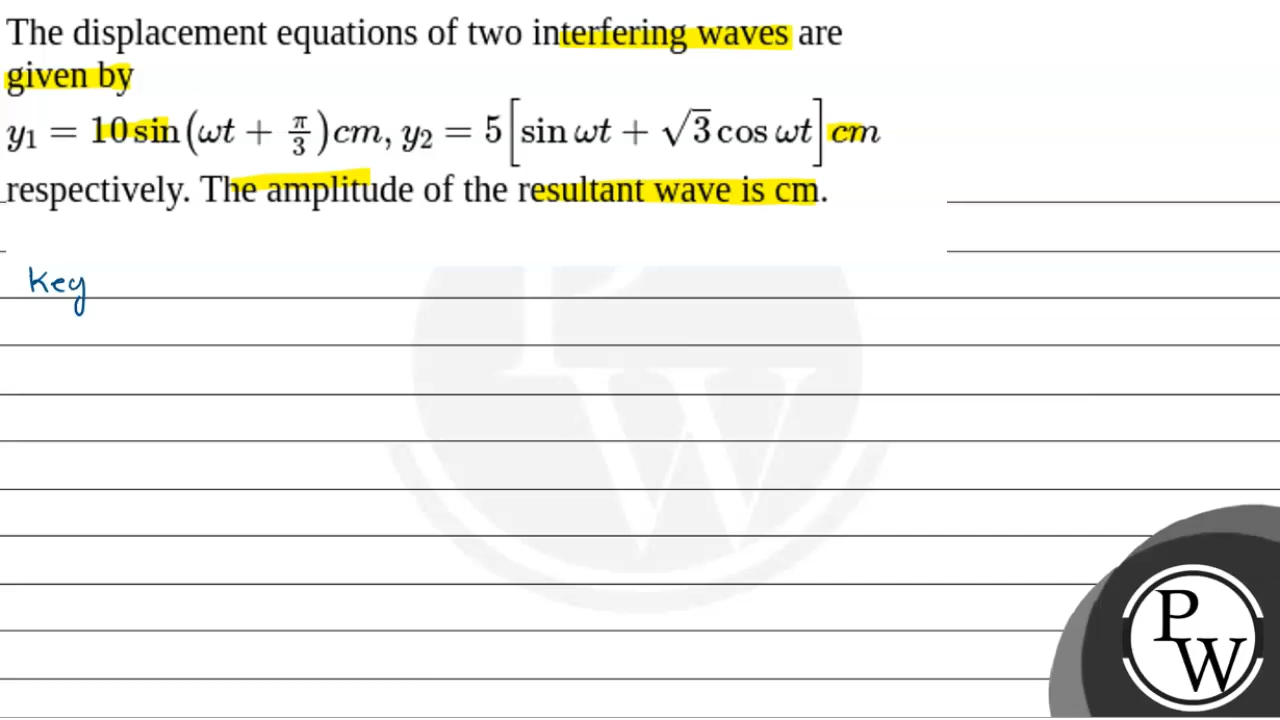 The displacement equations of two interfering waves are
given by
y₁ = 10 sin(ωt + π/3)cm, y₂ = 5[sin ωt + √3 cos ωt]cm
respectively. The amplitude of the resultant wave is cm.
Key
P
W
P
W